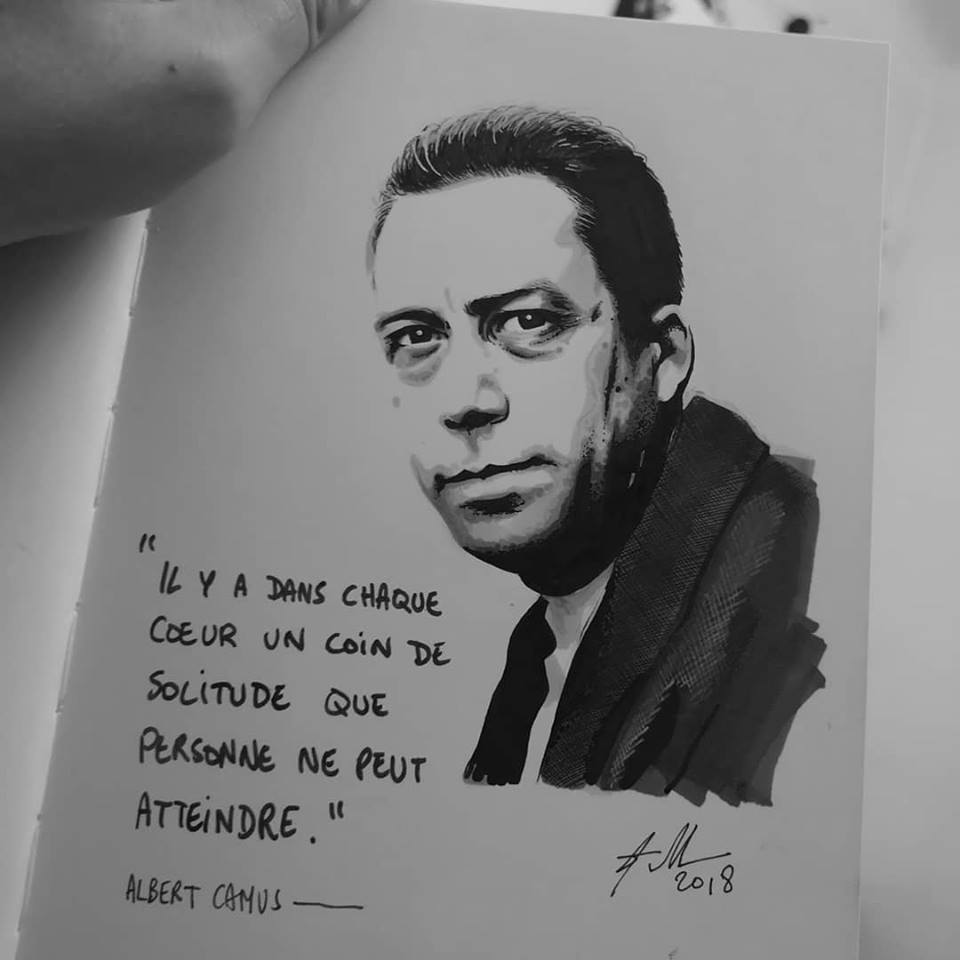 "
IL Y A DANS CHAQUE
COEUR UN COIN DE
SOLITUDE QUE
PERSONNE NE PEUT
ATTEINDRE."
ALBERT CAMUS
2018